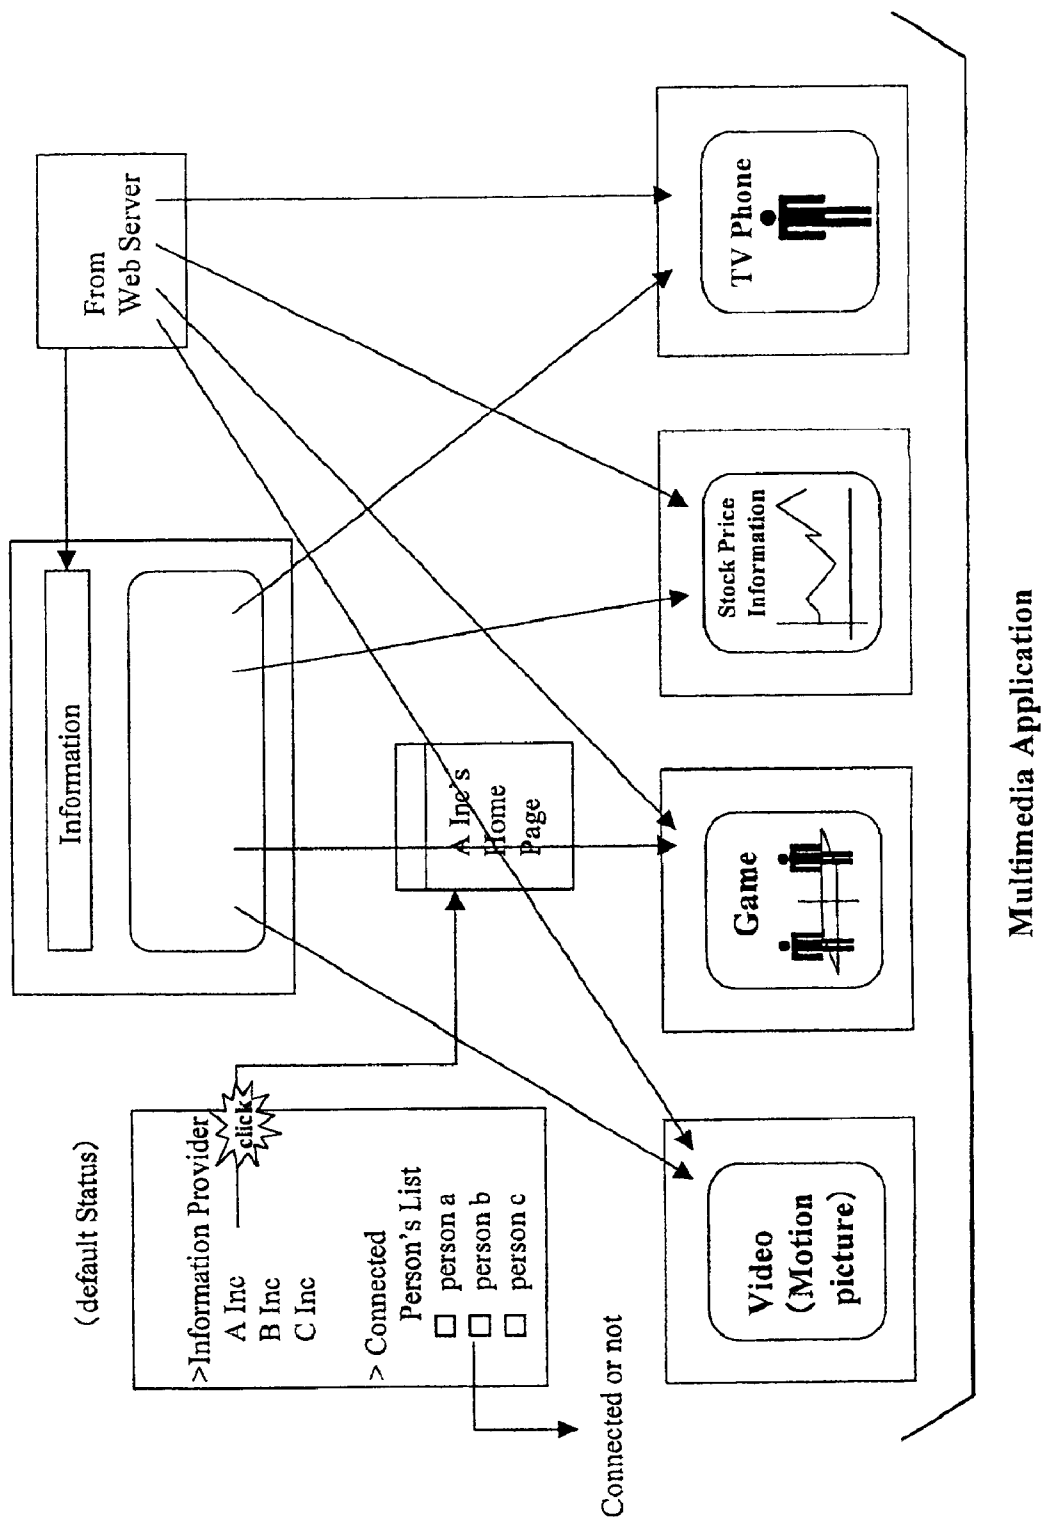 (default Status)
>Information Provider
A Inc
B Inc
C Inc
click
> Connected
Person's List
person a
person b
person c
Connected or not
Information
A Inc's
Home
Page
From
Web Server
Video
(Motion
picture)
Game
Stock Price
Information
TV Phone
Multimedia Application